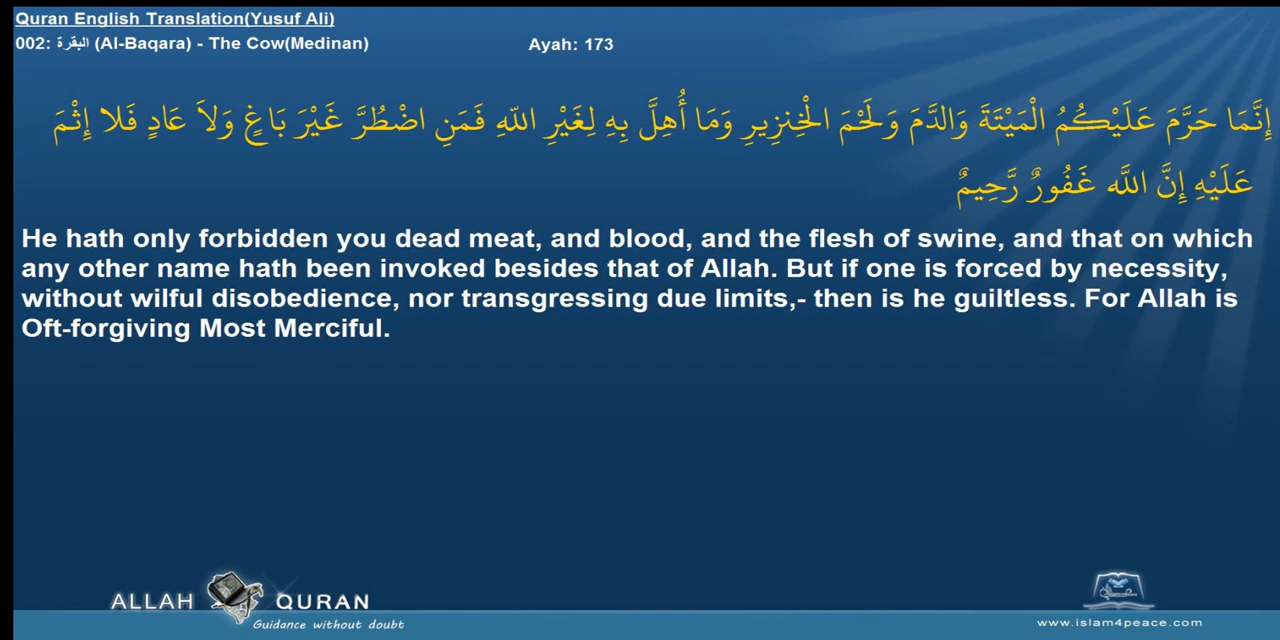 Quran English Translation(Yusuf Ali)
002: البقرة (Al-Baqara) - The Cow(Medinan) Ayah: 173
إِنَّمَا حَرَّمَ عَلَيْكُمُ الْمَيْتَةَ وَالدَّمَ وَلَحْمَ الْخِنزِيرِ وَمَا أُهِلَّ بِهِ لِغَيْرِ اللّهِ فَمَنِ اضْطُرَّ غَيْرَ بَاغٍ وَلاَ عَادٍ فَلا إِثْمَ
عَلَيْهِ إِنَّ اللَّه غَفُورٌ رَّحِيمٌ
He hath only forbidden you dead meat, and blood, and the flesh of swine, and that on which
any other name hath been invoked besides that of Allah. But if one is forced by necessity,
without wilful disobedience, nor transgressing due limits,- then is he guiltless. For Allah is
Oft-forgiving Most Merciful.
ALLAH QURAN
Guidance without doubt
www.islam4peace.com